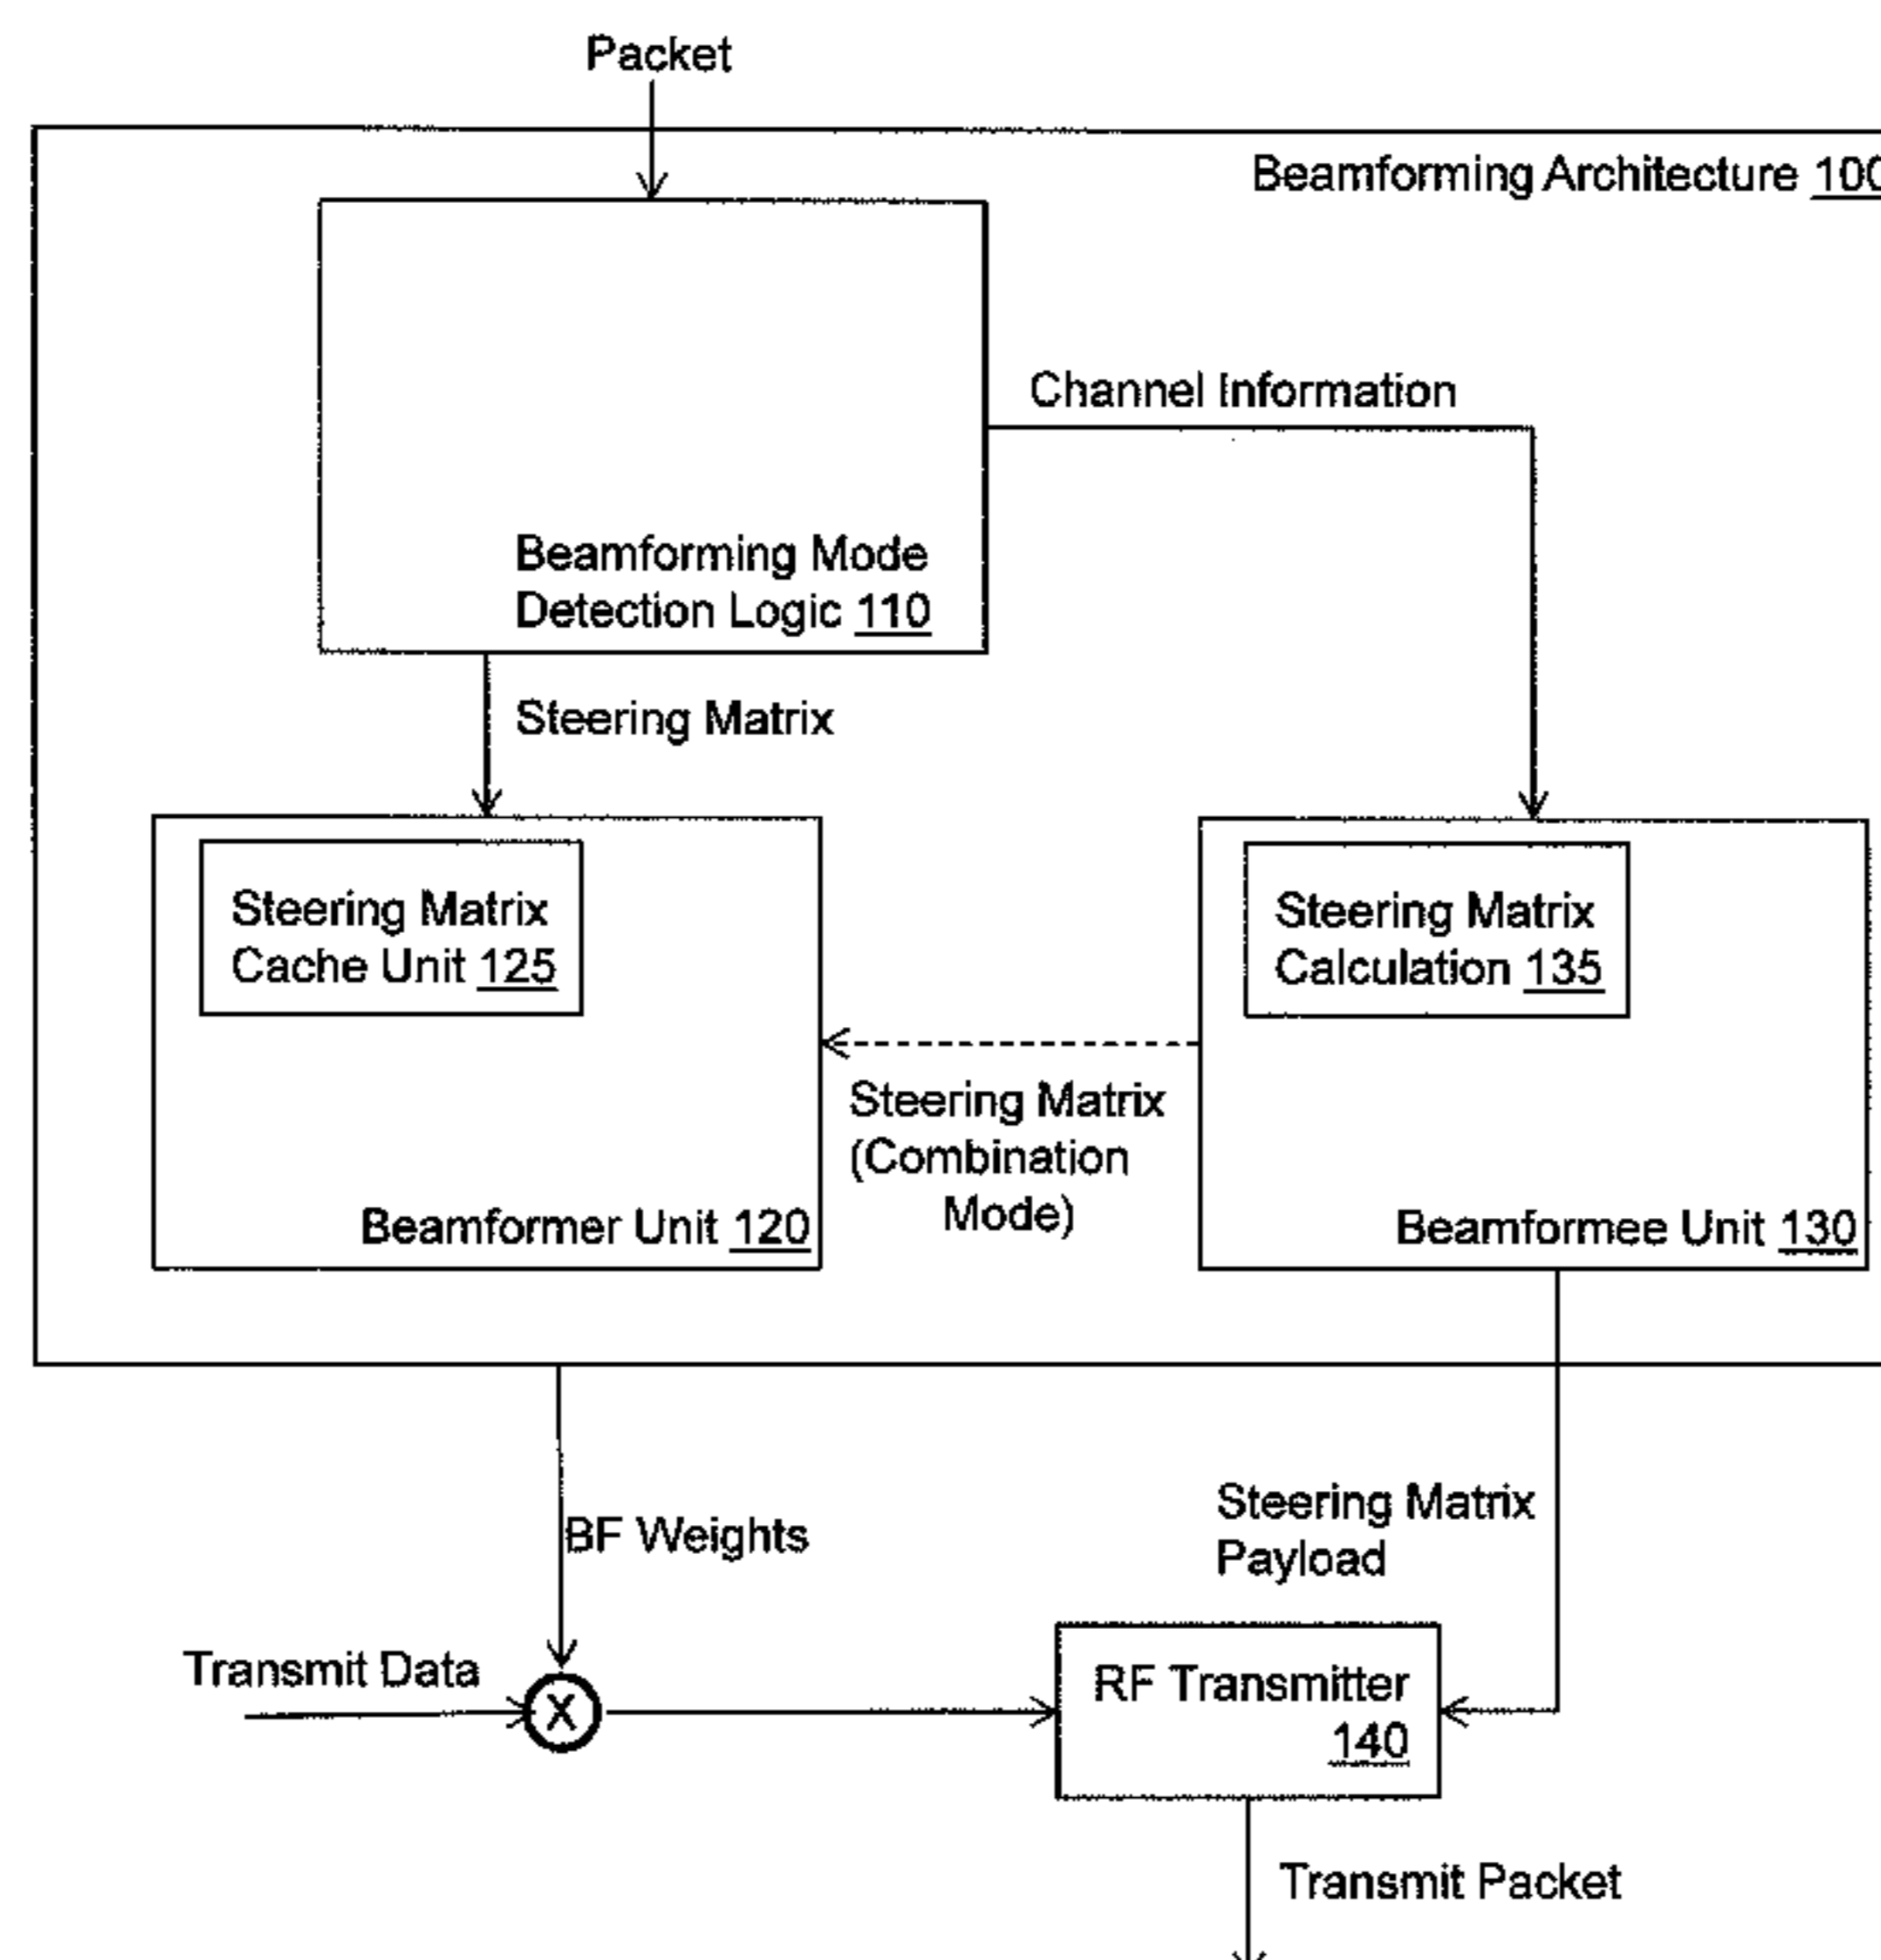 Packet
Beamforming Architecture 100
Channel Information
Beamforming Mode
Detection Logic 110
Steering Matrix
Steering Matrix
Cache Unit 125
Steering Matrix
Calculation 135
Steering Matrix
(Combination
Mode)
Beamformer Unit 120
Beamformee Unit 130
BF Weights
Steering Matrix
Payload
Transmit Data
X
RF Transmitter
140
Transmit Packet